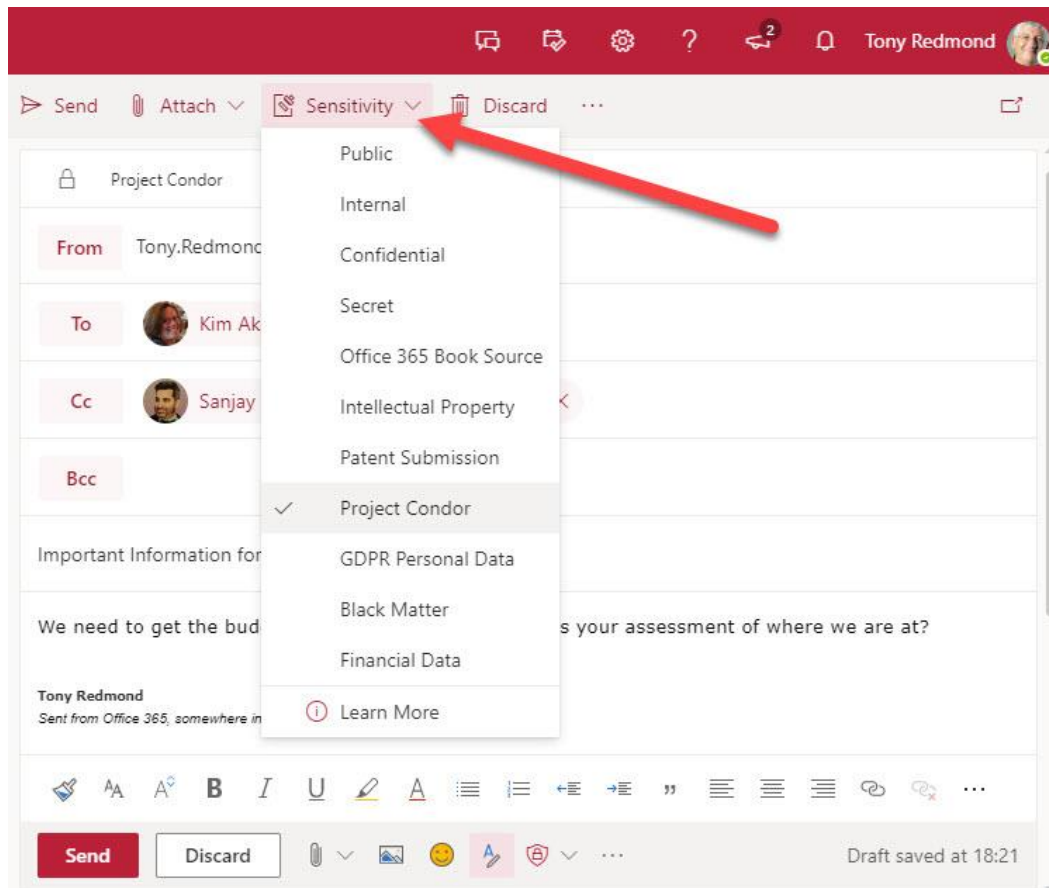 2
Tony Redmond
Send Attach Sensitivity Discard ...
Project Condor
From Tony.Redmond
To Kim Ak
Cc Sanjay
Bcc
Important Information for
We need to get the bud s your assessment of where we are at?
Tony Redmond
Sent from Office 365, somewhere in
Public
Internal
Confidential
Secret
Office 365 Book Source
Intellectual Property
Patent Submission
Project Condor
GDPR Personal Data
Black Matter
Financial Data
Learn More
Send Discard ... Draft saved at 18:21